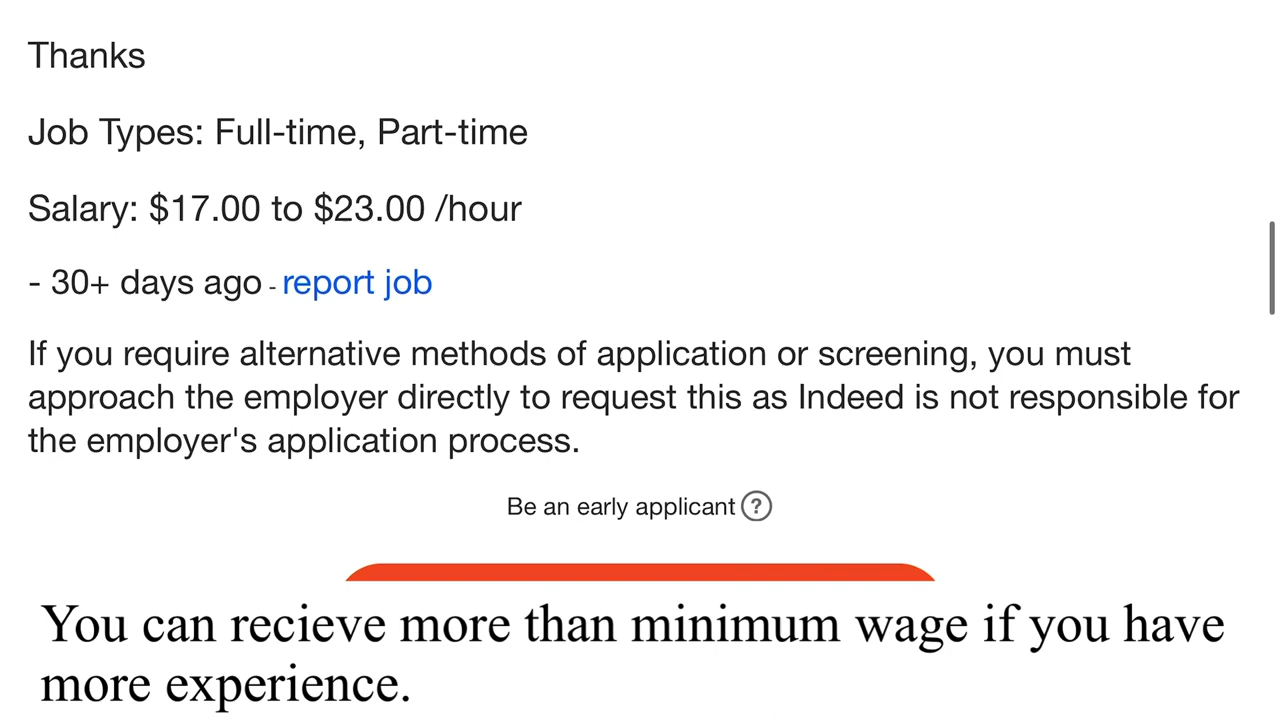 Thanks
Job Types: Full-time, Part-time
Salary: $17.00 to $23.00 /hour
- 30+ days ago - report job
If you require alternative methods of application or screening, you must
approach the employer directly to request this as Indeed is not responsible for
the employer's application process.
Be an early applicant ?
You can recieve more than minimum wage if you have
more experience.